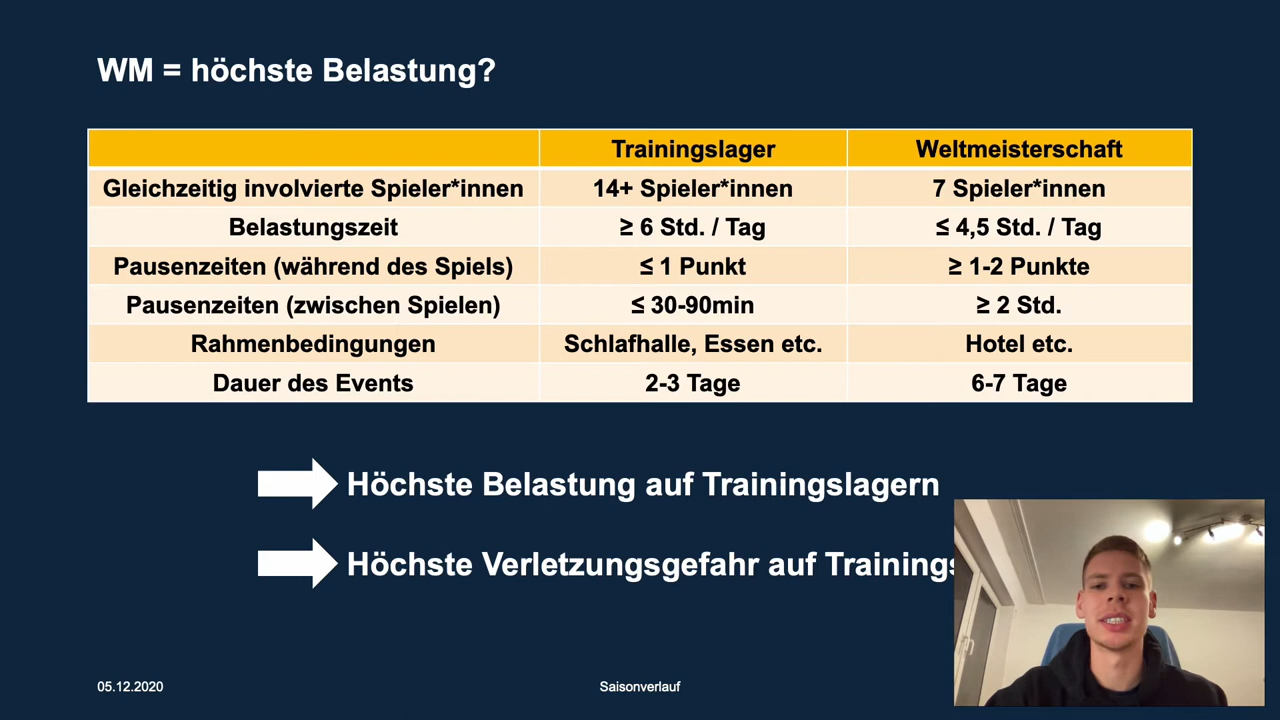 WM = höchste Belastung?
Trainingslager Weltmeisterschaft
Gleichzeitig involvierte Spieler*innen 14+ Spieler*innen 7 Spieler*innen
Belastungszeit ≥ 6 Std. / Tag ≤ 4,5 Std. / Tag
Pausenzeiten (während des Spiels) ≤ 1 Punkt ≥ 1-2 Punkte
Pausenzeiten (zwischen Spielen) ≤ 30-90min ≥ 2 Std.
Rahmenbedingungen Schlafhalle, Essen etc. Hotel etc.
Dauer des Events 2-3 Tage 6-7 Tage
Höchste Belastung auf Trainingslagern
Höchste Verletzungsgefahr auf Trainings
05.12.2020 Saisonverlauf